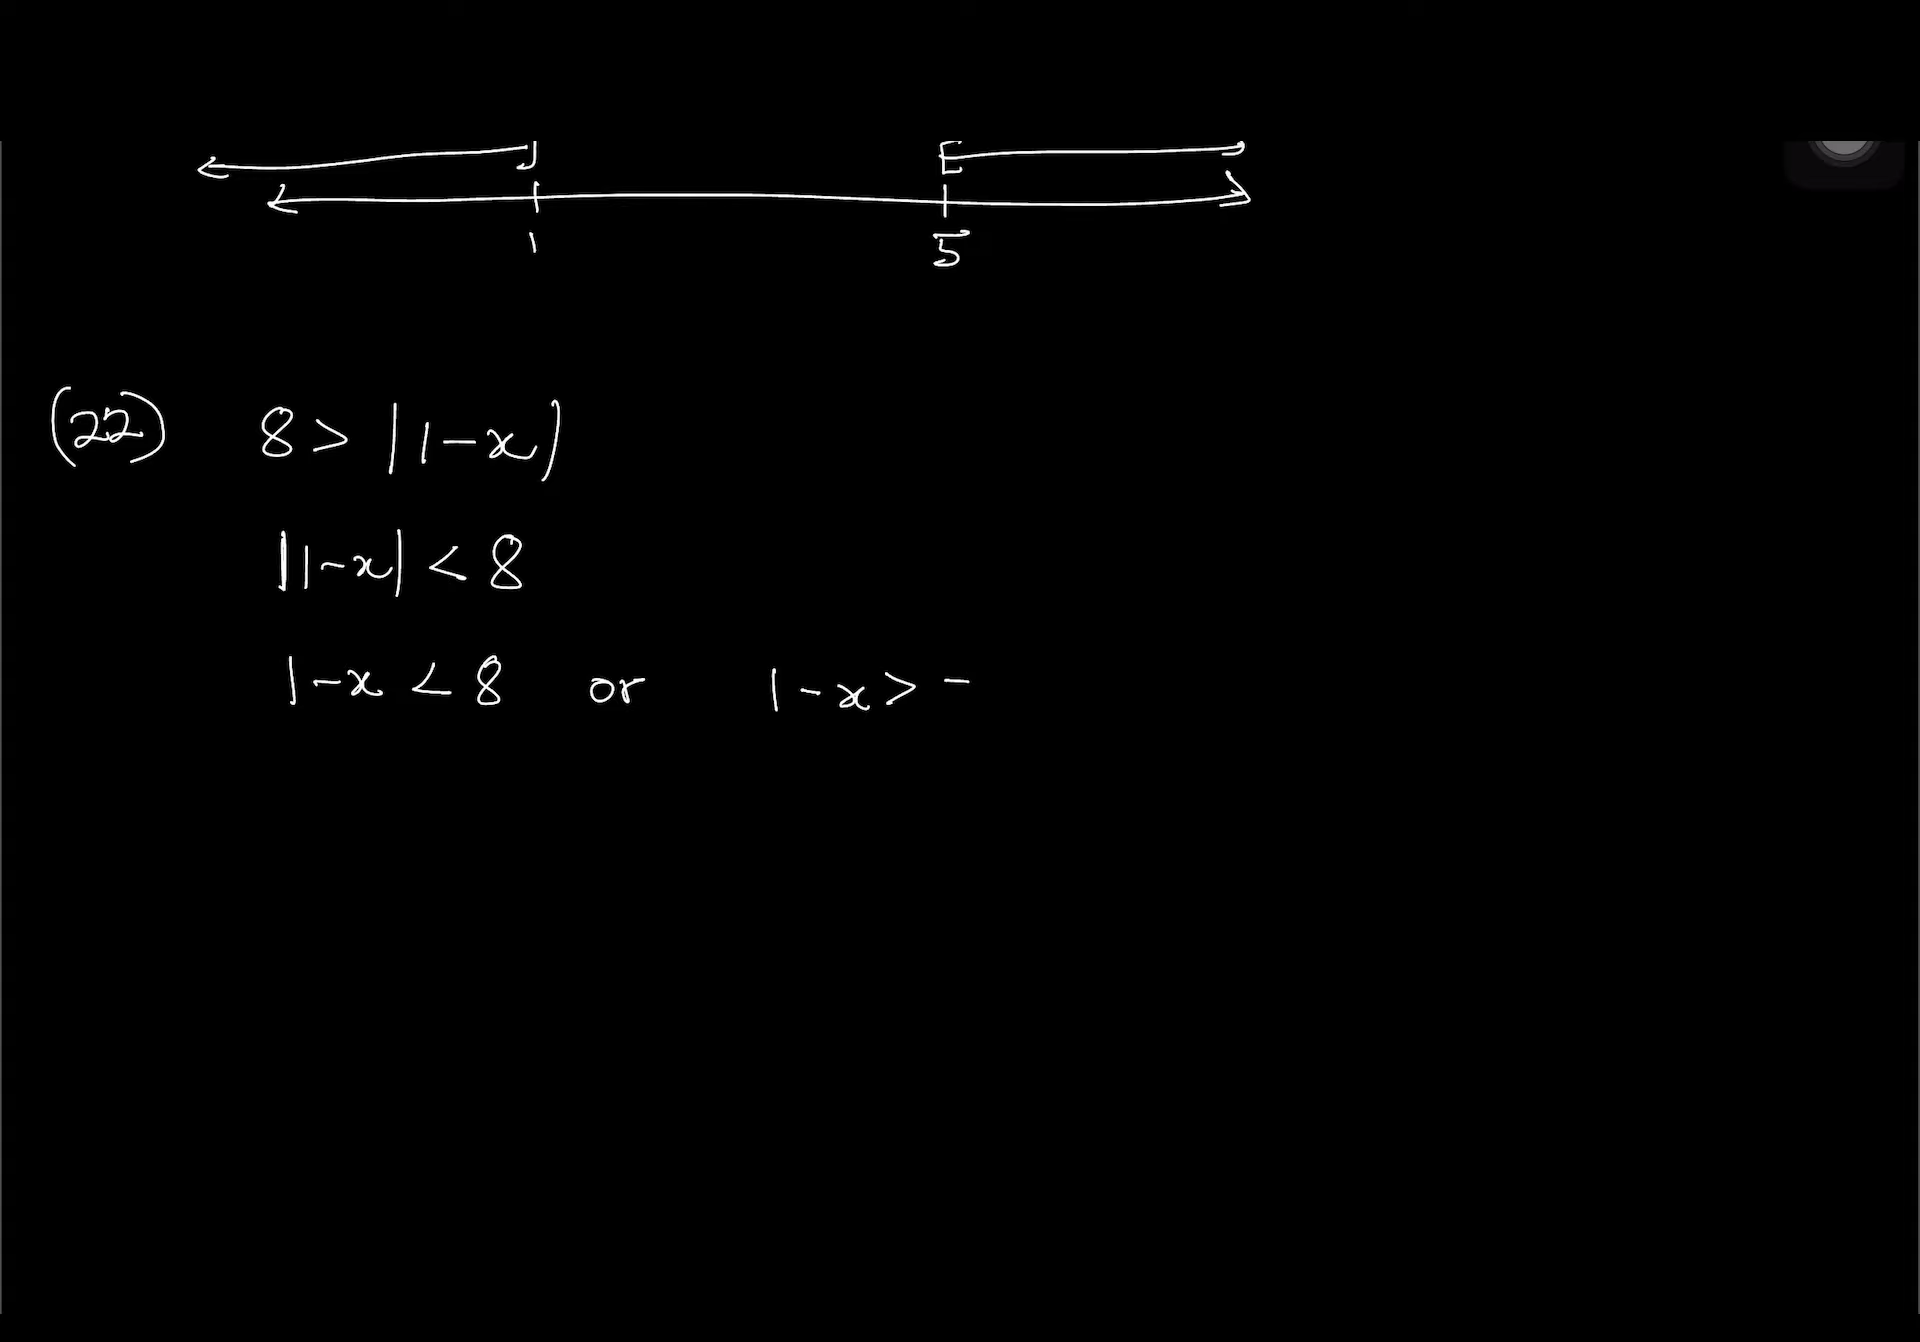 ] [
1 5
(22) 8 > |1-x|
|1-x| < 8
1-x < 8 or 1-x > -